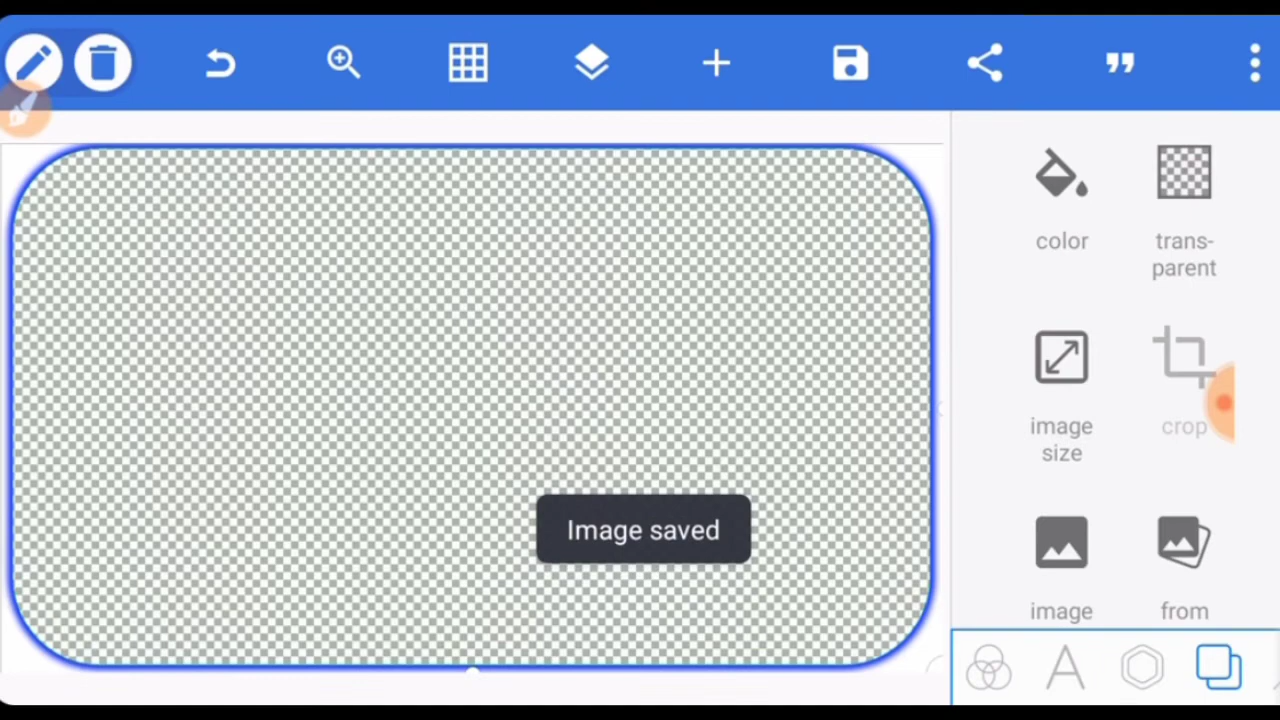 color
trans-
parent
image
size
crop
Image saved
image
from